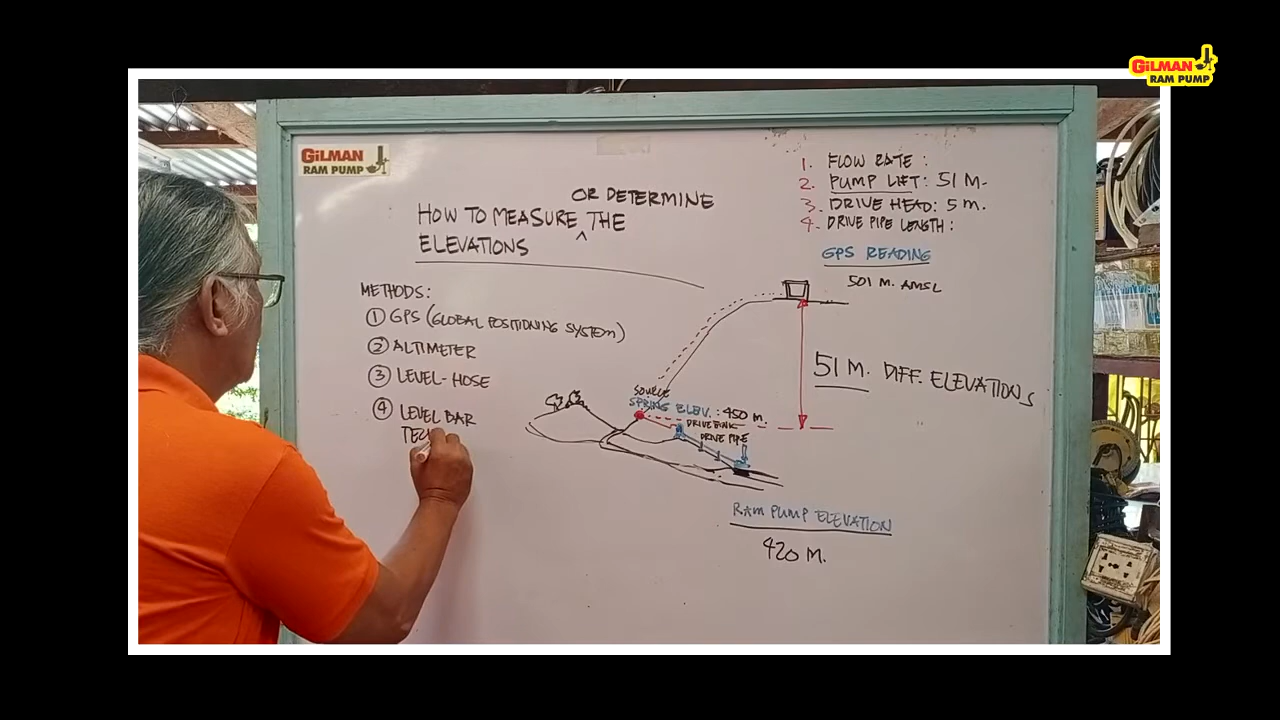 GILMAN
RAM PUMP
GILMAN
RAM PUMP
1. FLOW RATE :
2. PUMP LIFT : 51 M.
3. DRIVE HEAD : 5 M.
4. DRIVE PIPE LENGTH :
GPS READING
501 M. AMSL
OR DETERMINE
HOW TO MEASURE ^ THE
ELEVATIONS
METHODS:
① GPS (GLOBAL POSITIONING SYSTEM)
② ALTIMETER
③ LEVEL-HOSE
④ LEVEL BAR
TEC
51 M. DIFF. ELEVATIONS
SOURCE
SPRING ELEV. : 450 m.
DRIVE TANK
DRIVE PIPE
RAM PUMP ELEVATION
420 M.